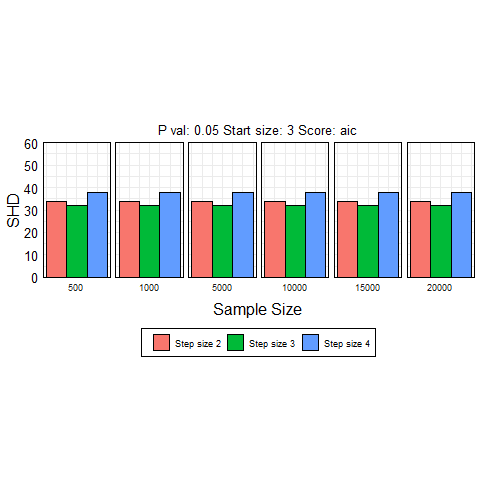 P val: 0.05 Start size: 3 Score: aic
SHD
60
50
40
30
20
10
0
500 1000 5000 10000 15000 20000
Sample Size
Step size 2 Step size 3 Step size 4